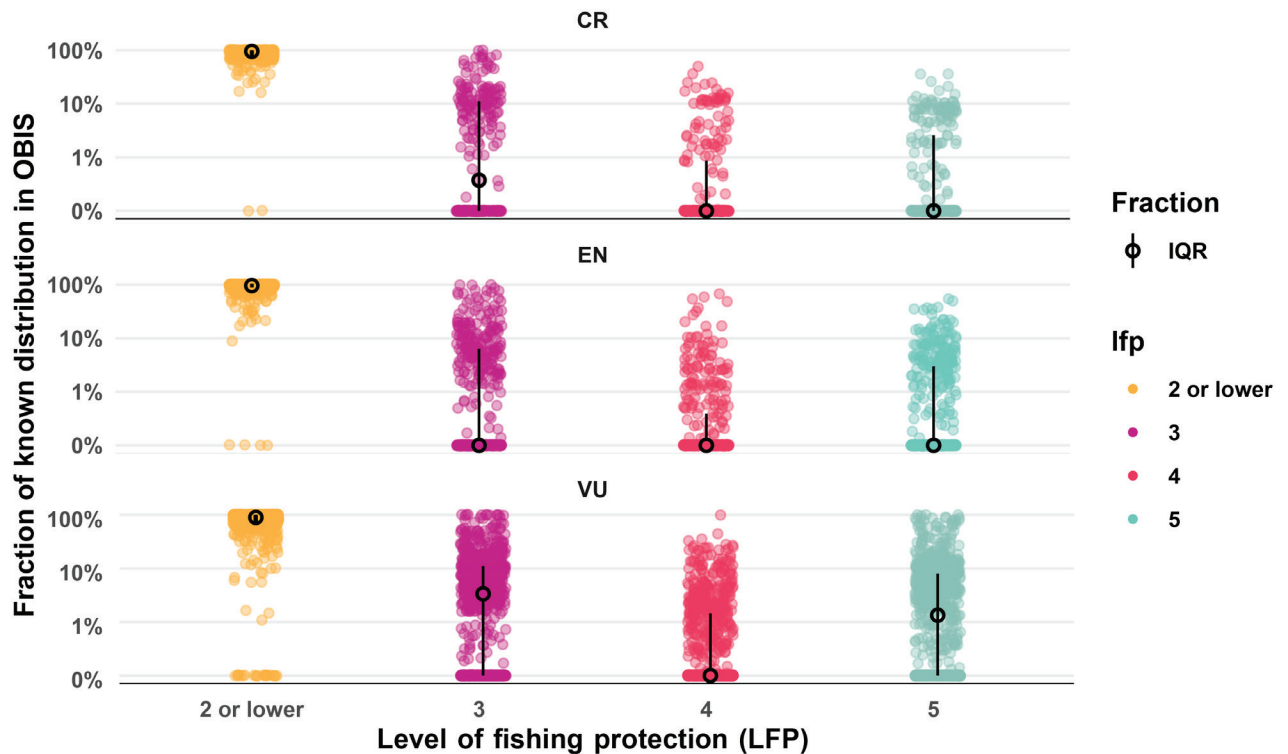 CR
100%
10%
1%
0%
EN
100%
10%
1%
0%
VU
100%
10%
1%
0%
Fraction of known distribution in OBIS
2 or lower 3 4 5
Level of fishing protection (LFP)
Fraction
IQR
lfp
2 or lower
3
4
5